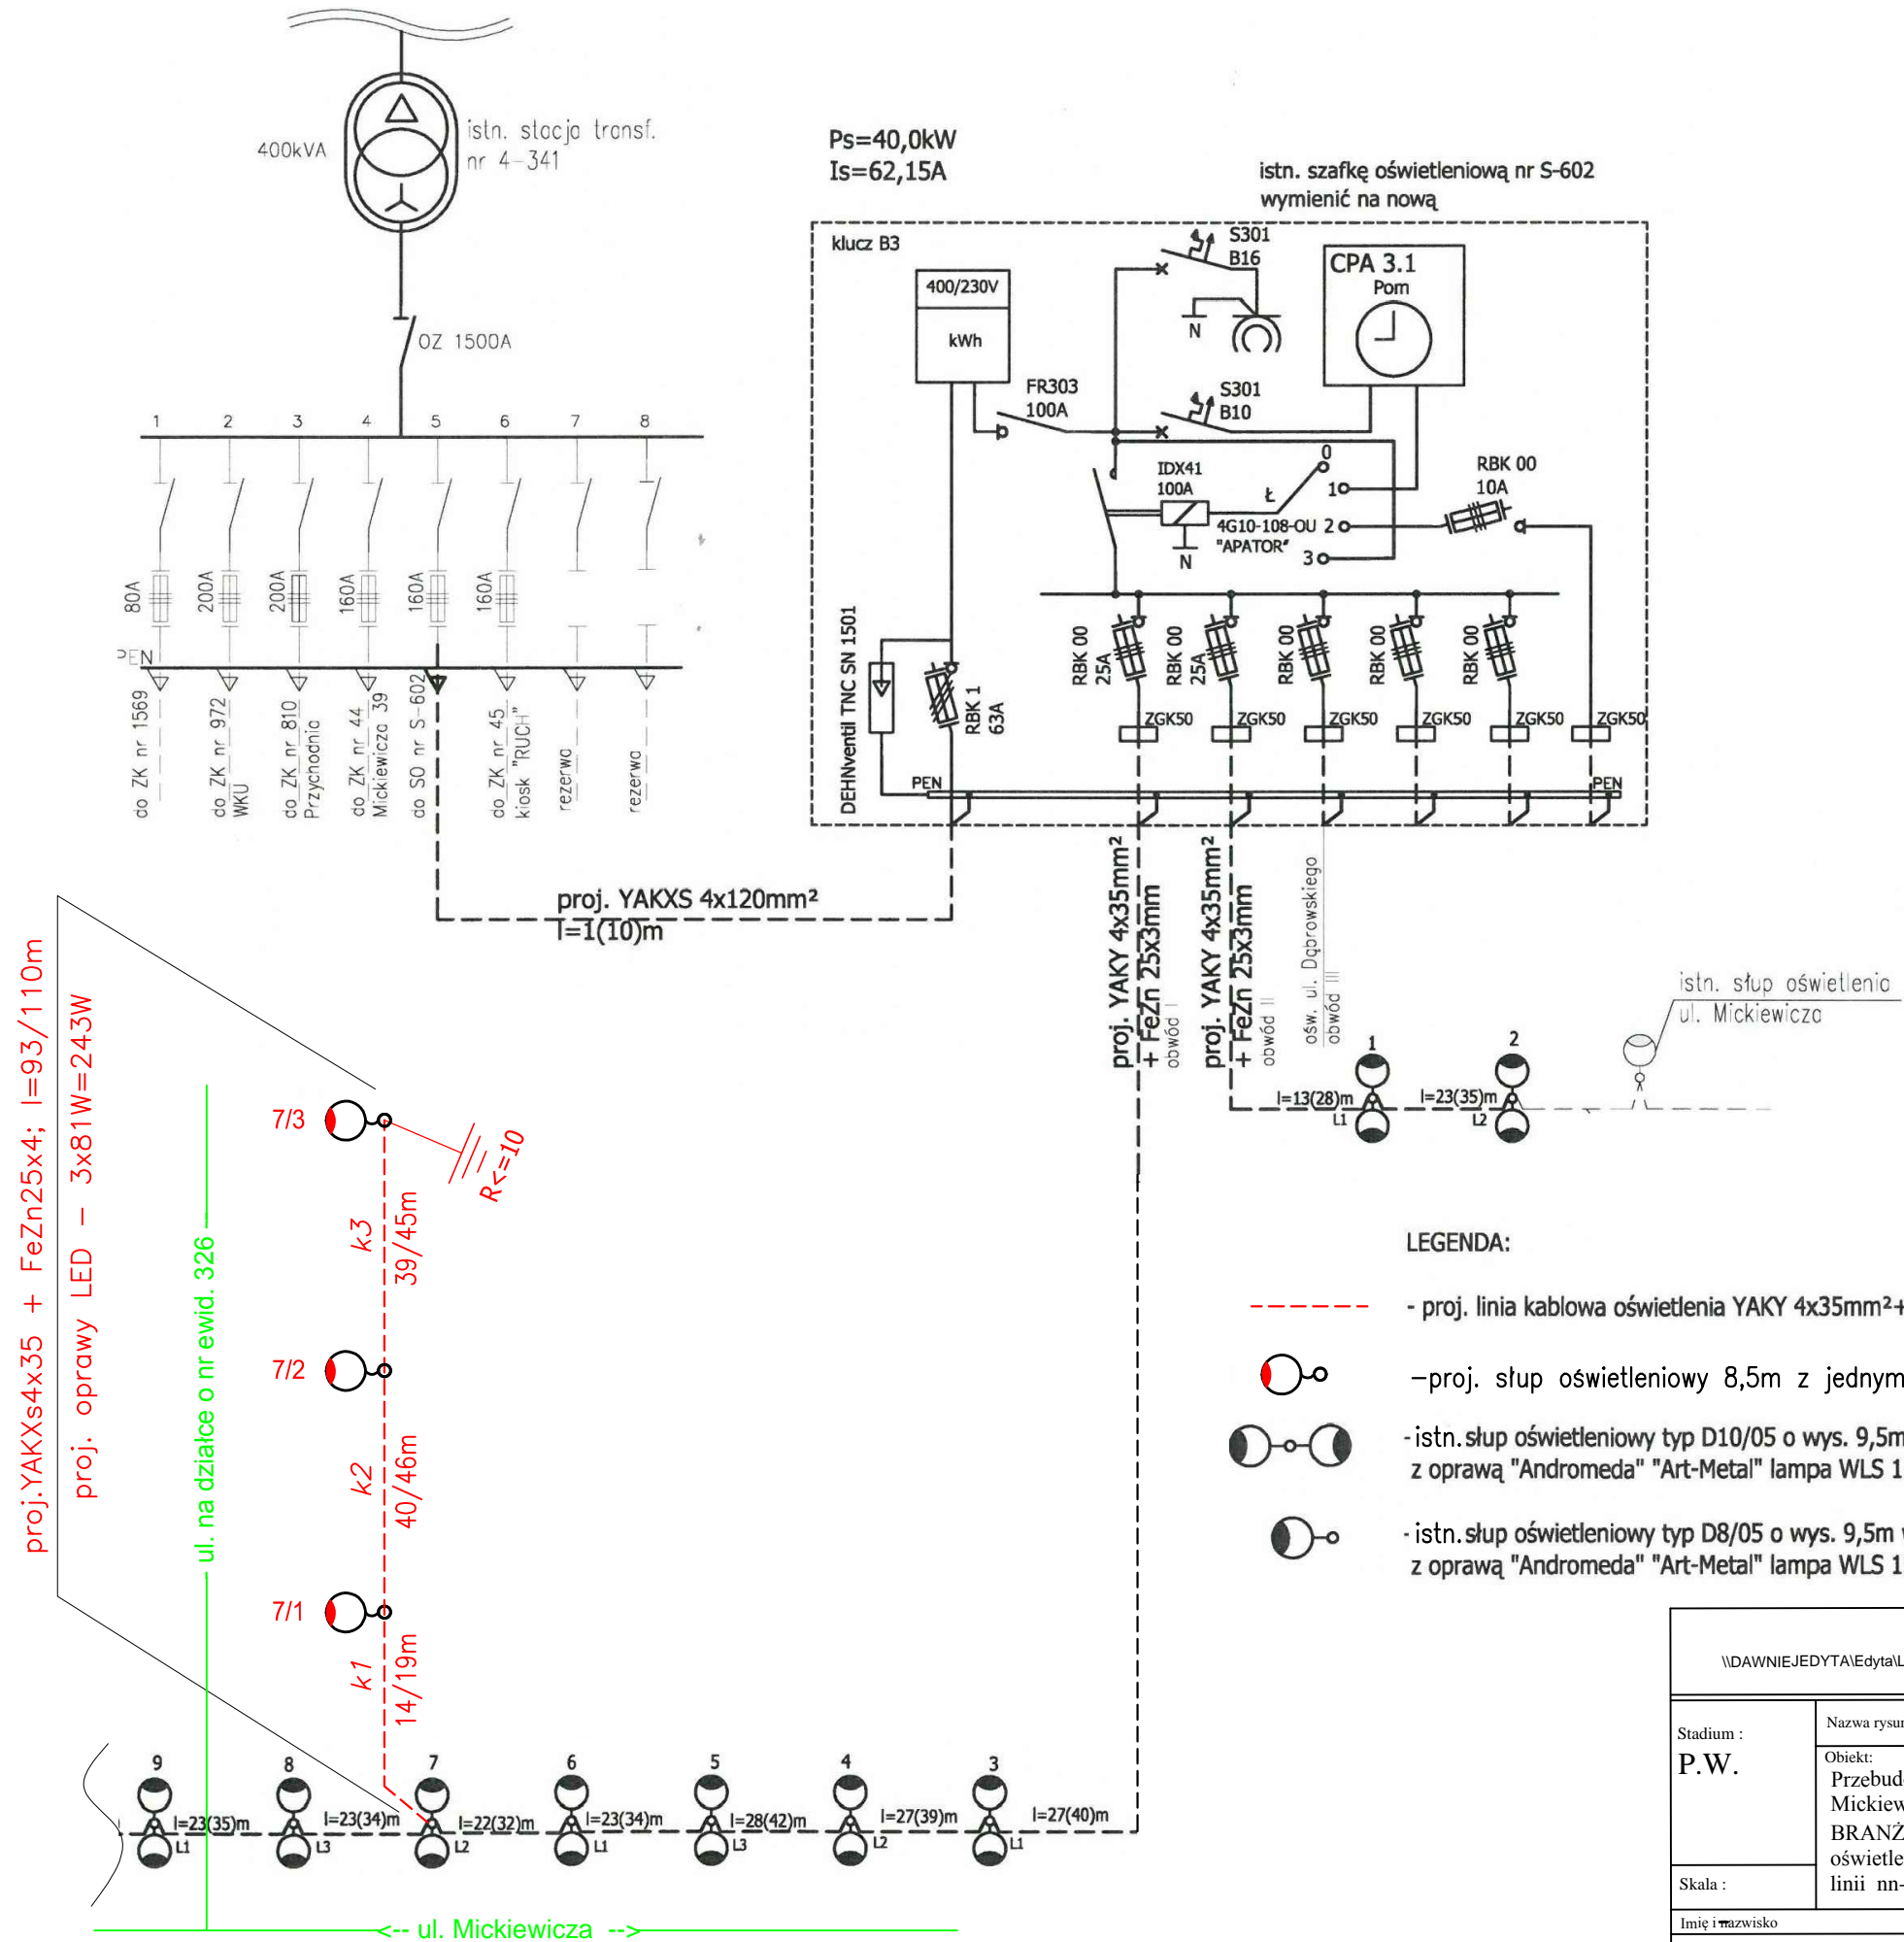 400kVA
istn. stacja transf.
nr 4-341
OZ 1500A
1 2 3 4 5 6 7 8
80A
200A
200A
160A
160A
160A
PEN
do ZK nr 1569
do ZK nr 972
WKU
do ZK nr 810
Przychodnia
do ZK nr 44
Mickiewicza 39
do SO nr S-602
do ZK nr 45
kiosk "RUCH"
rezerwa
rezerwa
Ps=40,0kW
Is=62,15A
istn. szafkę oświetleniową nr S-602
wymienić na nową
klucz B3
400/230V
kWh
S301
B16
N
CPA 3.1
Pom
FR303
100A
S301
B10
IDX41
100A
N
Ł
0
1
2
3
4G10-108-OU
"APATOR"
RBK 00
10A
DEHNventil TNC SN 1501
RBK 1
63A
RBK 00
25A
RBK 00
25A
RBK 00
RBK 00
RBK 00
ZGK50
ZGK50
ZGK50
ZGK50
ZGK50
ZGK50
PEN
PEN
proj. YAKXS 4x120mm²
l=1(10)m
proj. YAKY 4x35mm²
+ FeZn 25x3mm
obwód I
proj. YAKY 4x35mm²
+ FeZn 25x3mm
obwód II
ośw. ul. Dąbrowskiego
obwód III
istn. słup oświetlenia
ul. Mickiewicza
1
2
l=13(28)m
L1
l=23(35)m
L2
proj.YAKXs4x35 + FeZn25x4; l=93/110m
proj. oprawy LED - 3x81W=243W
ul. na działce o nr ewid. 326
7/3
R<=10
k3
39/45m
7/2
k2
40/46m
7/1
k1
14/19m
LEGENDA:
- proj. linia kablowa oświetlenia YAKY 4x35mm²+
-proj. słup oświetleniowy 8,5m z jednym
- istn. słup oświetleniowy typ D10/05 o wys. 9,5m
z oprawą "Andromeda" "Art-Metal" lampa WLS 1
- istn. słup oświetleniowy typ D8/05 o wys. 9,5m
z oprawą "Andromeda" "Art-Metal" lampa WLS 1
9 8 7 6 5 4 3
l=23(35)m
l=23(34)m
l=22(32)m
l=23(34)m
l=28(42)m
l=27(39)m
l=27(40)m
L1 L3 L2 L1 L3 L2 L1
<-- ul. Mickiewicza -->
\\DAWNIEJEDYTA\Edyta\L
Stadium :
P.W.
Nazwa rysu
Obiekt:
Przebud
Mickiew
BRANŻ
oświetle
linii nn-
Skala :
Imię i nazwisko